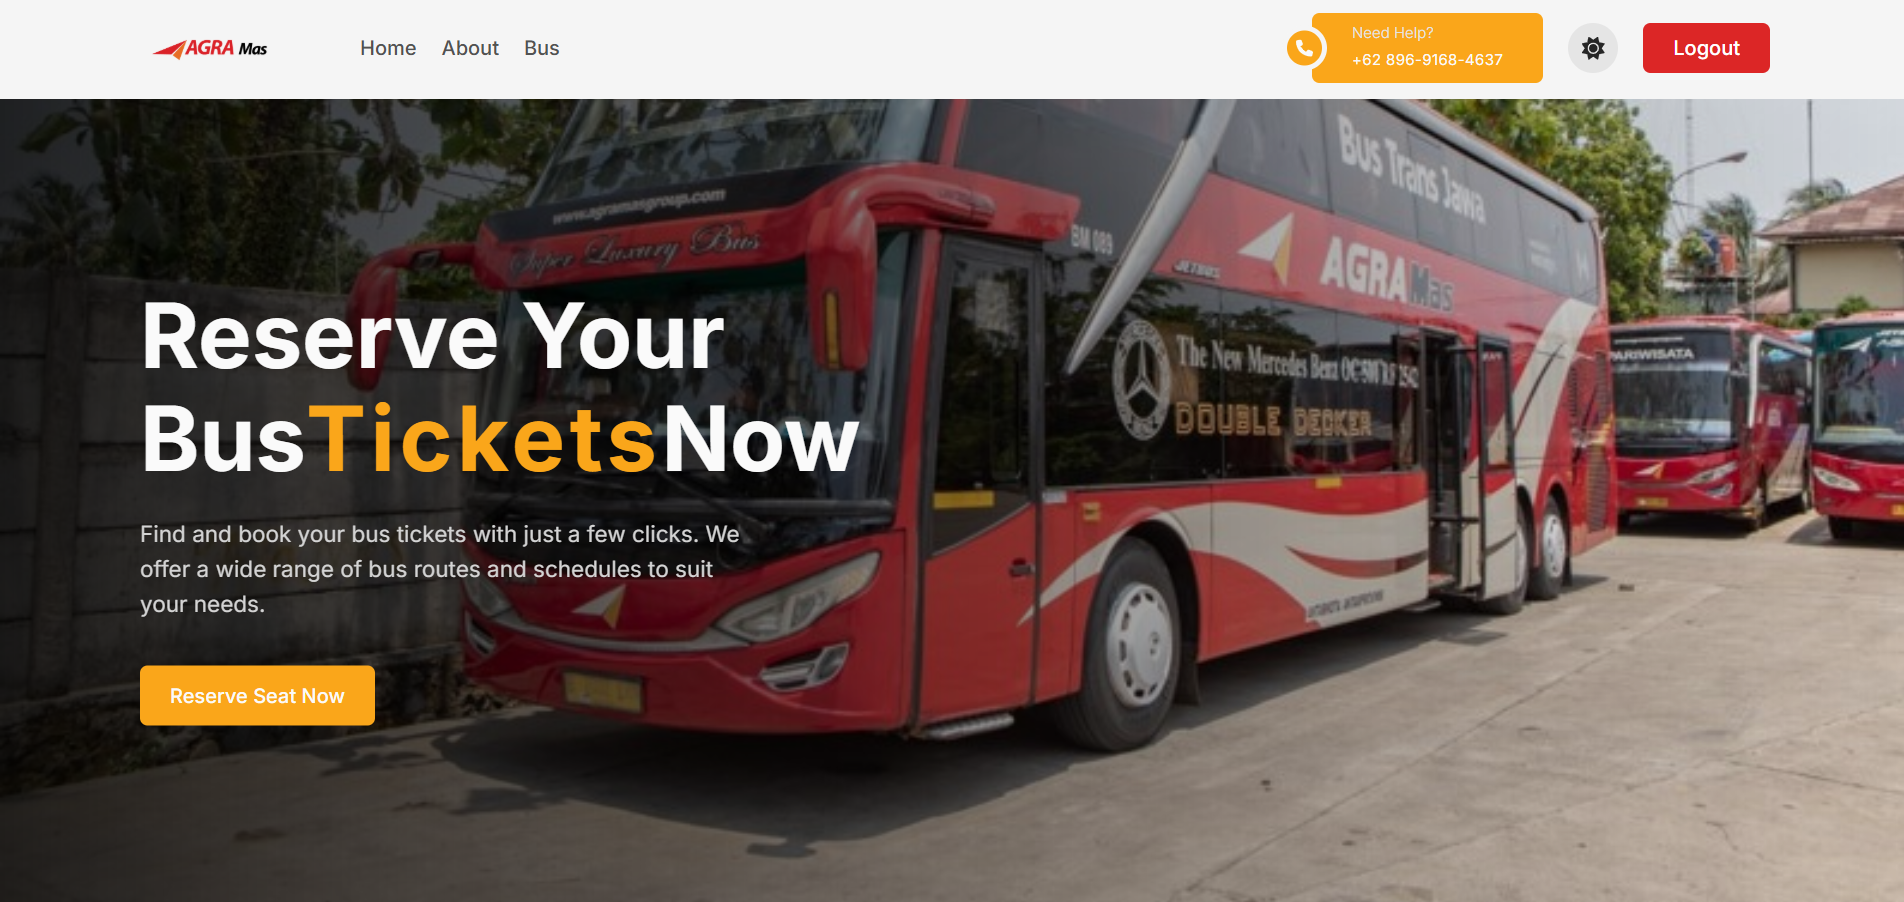 AGRA Mas
Home
About
Bus
Need Help?
+62 896-9168-4637
Logout
www.agramasgroup.com
Super Luxury Bus
Bus Trans Jawa
BM 089
JETBUS
AGRA Mas
The New Mercedes Benz OC 500 RF 2542
DOUBLE DECKER
PARIWISATA
Reserve Your
BusTicketsNow
Find and book your bus tickets with just a few clicks. We
offer a wide range of bus routes and schedules to suit
your needs.
Reserve Seat Now